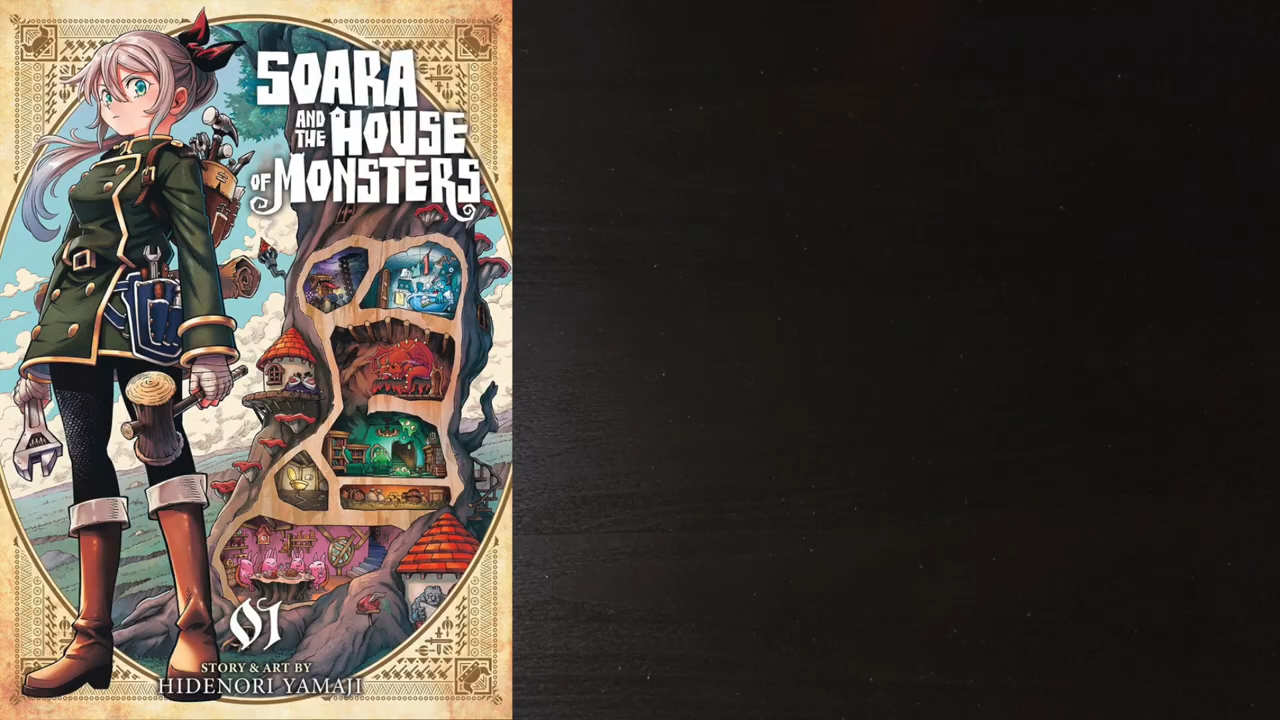 SOARA
AND THE HOUSE
OF MONSTERS
01
STORY & ART BY
HIDENORI YAMAJI